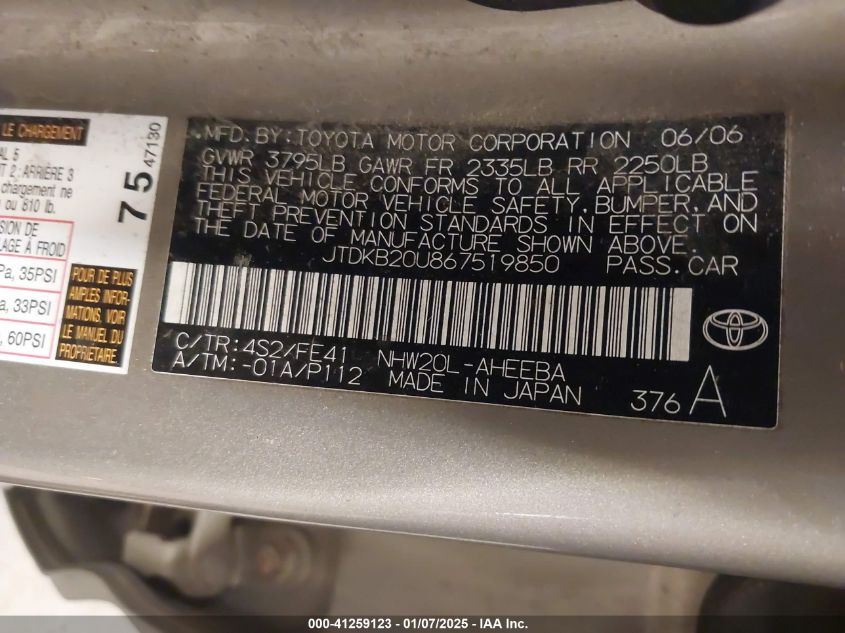 LE CHARGEMENT
AL 5
T 2; ARRIÈRE 3
chargement ne
ou 810 lb.
75 47130
SION DE
LAGE À FROID
Pa, 35PSI
a, 33PSI
, 60PSI
POUR DE PLUS
AMPLES INFOR-
MATIONS, VOIR
LE MANUEL DU
PROPRIETAIRE.
MFD. BY: TOYOTA MOTOR CORPORATION 06/06
GVWR 3795LB GAWR FR 2335LB RR 2250LB
THIS VEHICLE CONFORMS TO ALL APPLICABLE
FEDERAL MOTOR VEHICLE SAFETY, BUMPER, AND
THEFT PREVENTION STANDARDS IN EFFECT ON
THE DATE OF MANUFACTURE SHOWN ABOVE.
JTDKB20U867519850 PASS. CAR
C/TR: 4S2/FE41 NHW20L-AHEEBA
A/TM: -01A/P112 MADE IN JAPAN
376 A
000-41259123 — 01/07/2025 — IAA Inc.